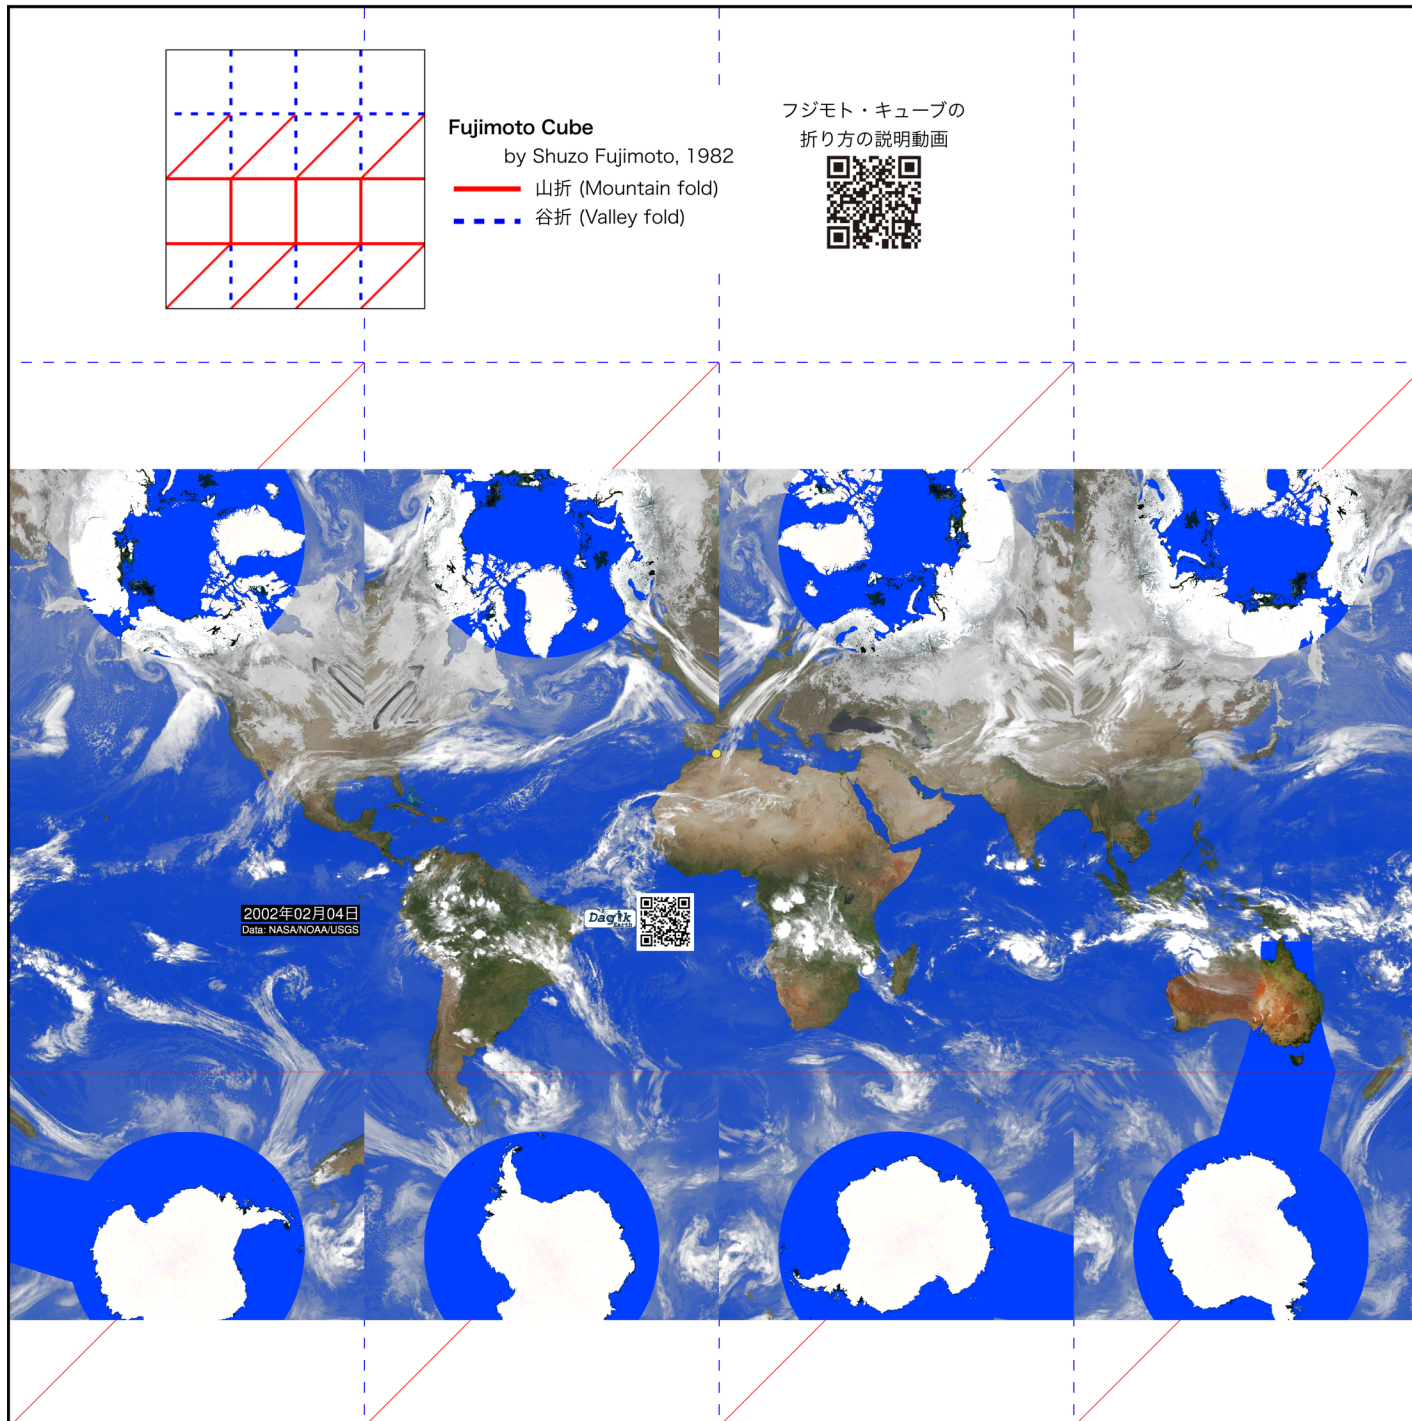 Fujimoto Cube
by Shuzo Fujimoto, 1982
山折 (Mountain fold)
谷折 (Valley fold)
フジモト・キューブの
折り方の説明動画
2002年02月04日
Data: NASA/NOAA/USGS
Dagik
Earth